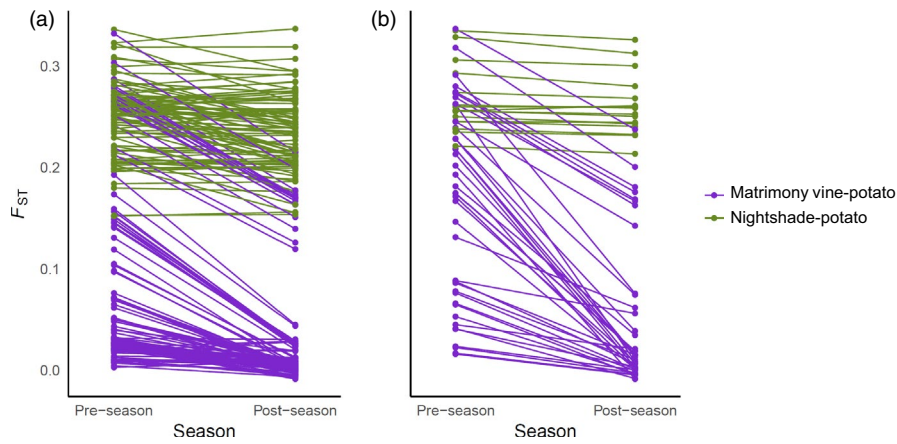 (a)
(b)
0.3
0.2
0.1
0.0
FST
Pre-season
Post-season
Season
Pre-season
Post-season
Season
Matrimony vine-potato
Nightshade-potato